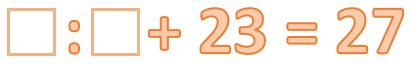 □ : □ + 23 = 27